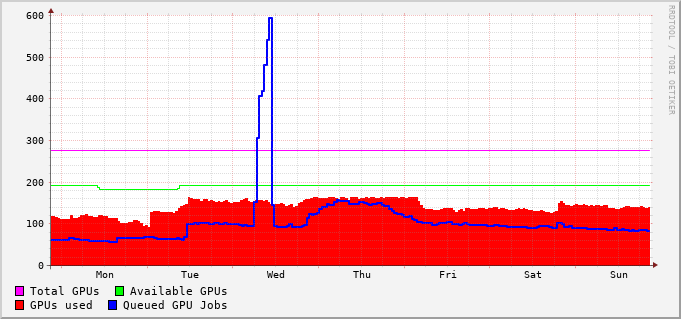 600
500
400
300
200
100
0
Mon Tue Wed Thu Fri Sat Sun
Total GPUs Available GPUs
GPUs used Queued GPU Jobs
RRDTOOL / TOBI OETIKER